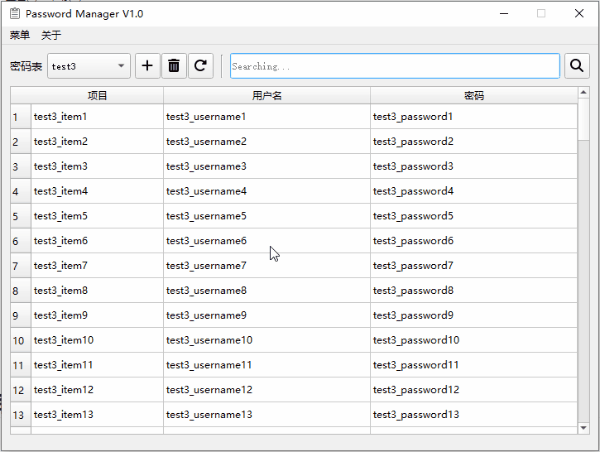 Password Manager V1.0
菜单 关于
密码表 test3 Searching...
项目 用户名 密码
1 test3_item1 test3_username1 test3_password1
2 test3_item2 test3_username2 test3_password2
3 test3_item3 test3_username3 test3_password3
4 test3_item4 test3_username4 test3_password4
5 test3_item5 test3_username5 test3_password5
6 test3_item6 test3_username6 test3_password6
7 test3_item7 test3_username7 test3_password7
8 test3_item8 test3_username8 test3_password8
9 test3_item9 test3_username9 test3_password9
10 test3_item10 test3_username10 test3_password10
11 test3_item11 test3_username11 test3_password11
12 test3_item12 test3_username12 test3_password12
13 test3_item13 test3_username13 test3_password13